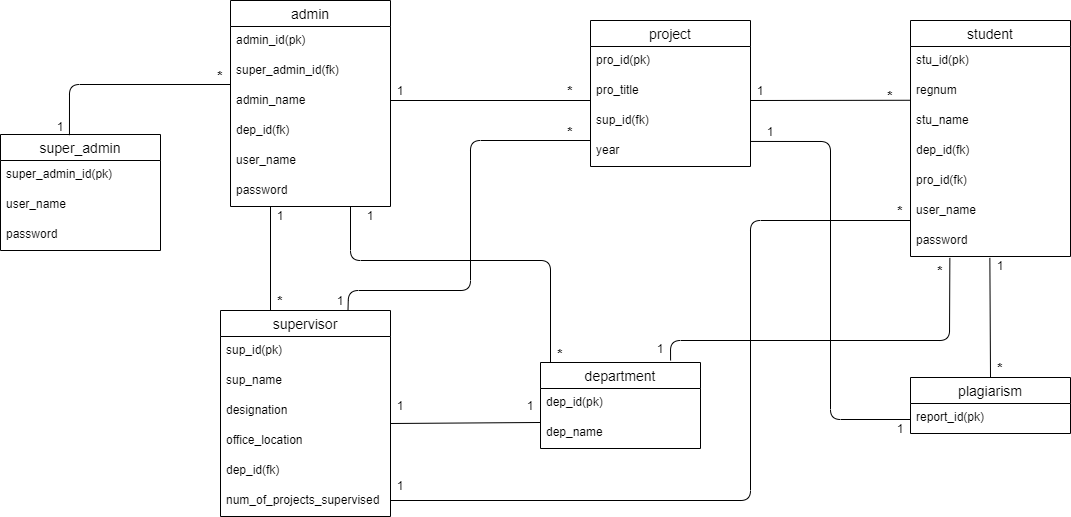 admin
admin_id(pk)
super_admin_id(fk)
admin_name
dep_id(fk)
user_name
password
project
pro_id(pk)
pro_title
sup_id(fk)
year
student
stu_id(pk)
regnum
stu_name
dep_id(fk)
pro_id(fk)
user_name
password
super_admin
super_admin_id(pk)
user_name
password
supervisor
sup_id(pk)
sup_name
designation
office_location
dep_id(fk)
num_of_projects_supervised
department
dep_id(pk)
dep_name
plagiarism
report_id(pk)
*
1
1
*
1
*
*
1
1
1
*
*
1
*
1
*
1
1
1
*
1
*
1
1